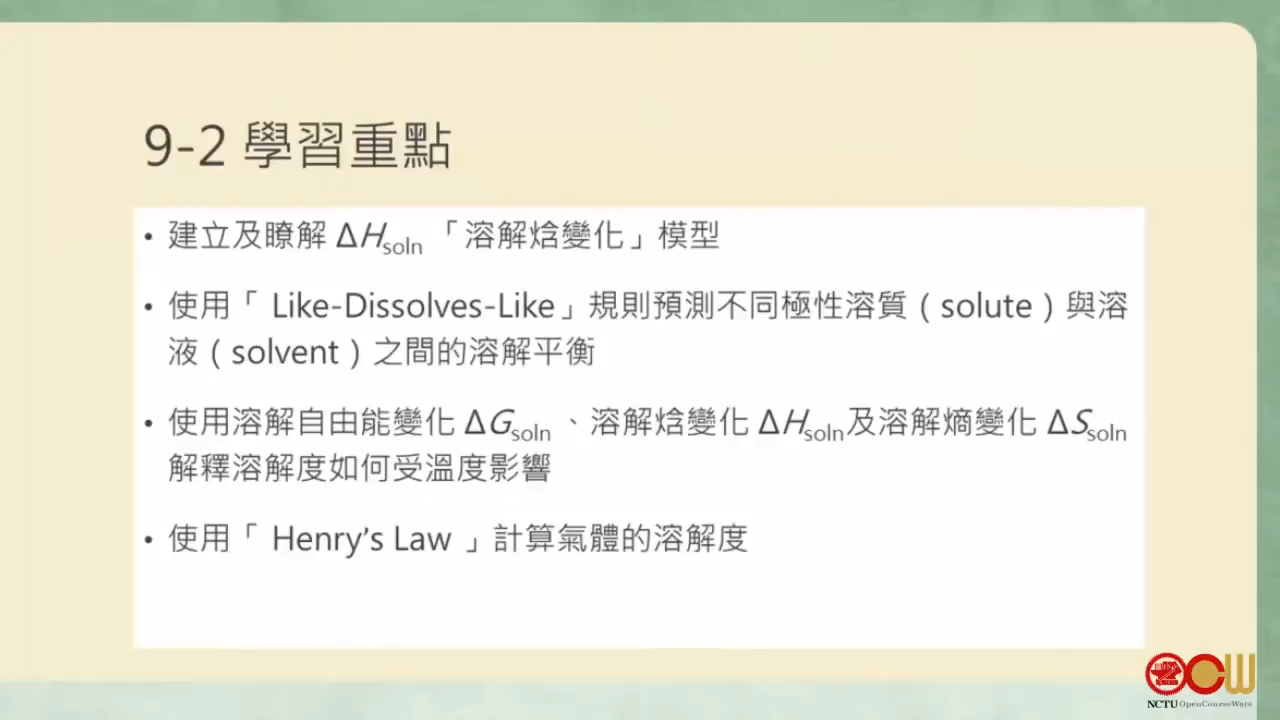 9-2 學習重點
• 建立及瞭解 ΔHsoln 「溶解焓變化」模型
• 使用「 Like-Dissolves-Like」規則預測不同極性溶質（solute）與溶
液（solvent）之間的溶解平衡
• 使用溶解自由能變化 ΔGsoln 、溶解焓變化 ΔHsoln及溶解熵變化 ΔSsoln
解釋溶解度如何受溫度影響
• 使用「 Henry's Law 」計算氣體的溶解度
CW
NCTU OpenCourseWare